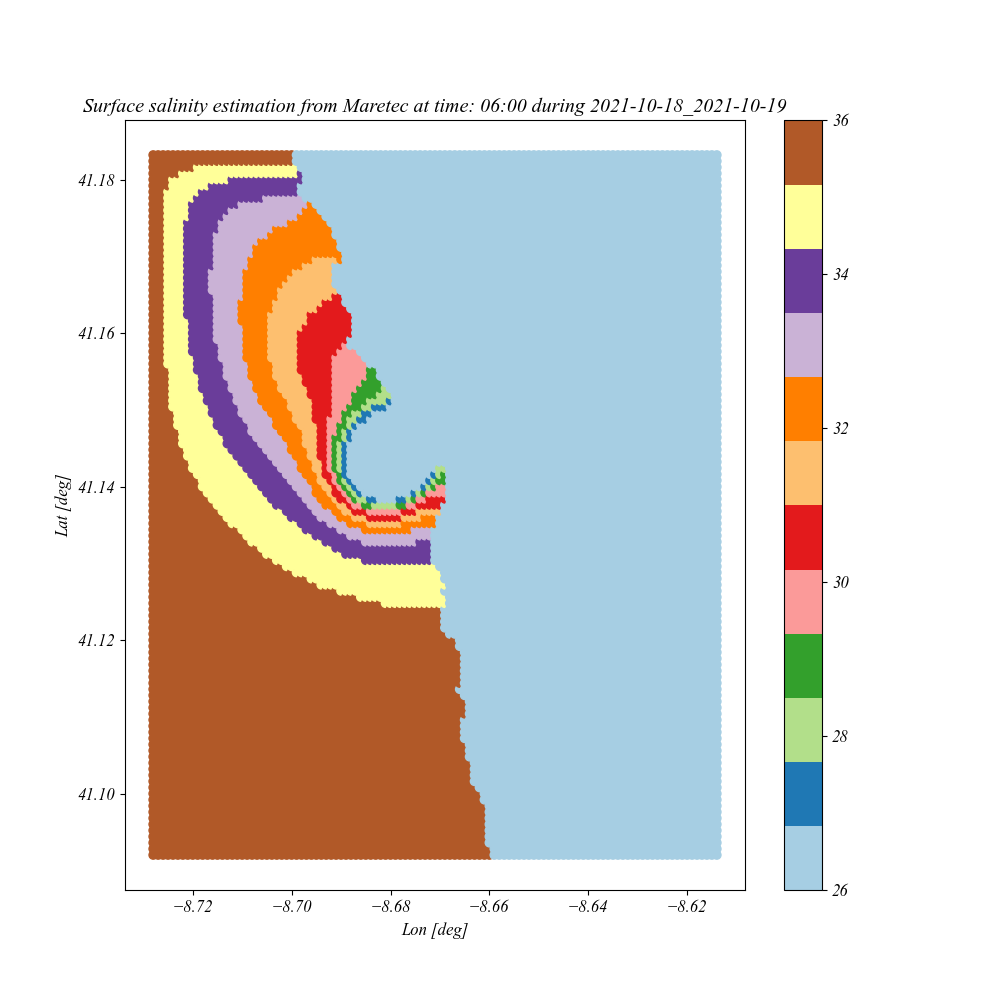 Surface salinity estimation from Maretec at time: 06:00 during 2021-10-18_2021-10-19
36
41.18
34
41.16
32
Lat [deg]
41.14
30
41.12
28
41.10
26
−8.72 −8.70 −8.68 −8.66 −8.64 −8.62
Lon [deg]